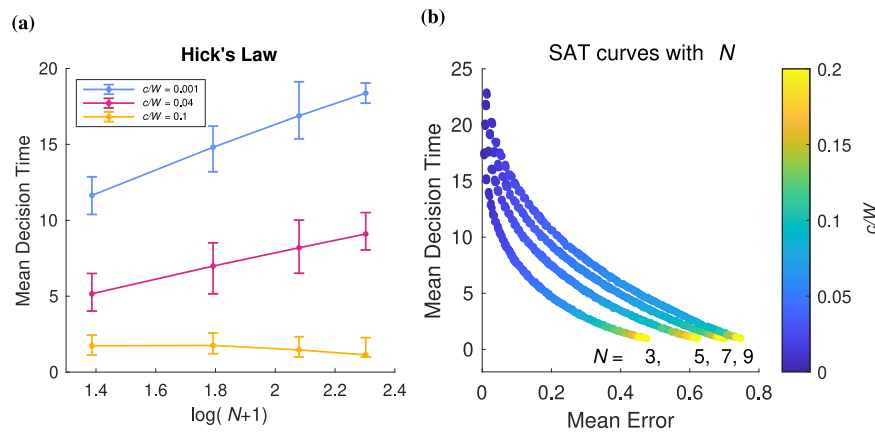 (a)
Hick's Law
c/W = 0.001
c/W = 0.04
c/W = 0.1
Mean Decision Time
20
15
10
5
0
1.4
1.6
1.8
2
2.2
2.4
log( N+1)
(b)
SAT curves with N
Mean Decision Time
25
20
15
10
5
0
N = 3, 5, 7, 9
0
0.2
0.4
0.6
0.8
Mean Error
0.2
0.15
0.1
0.05
0
c/W